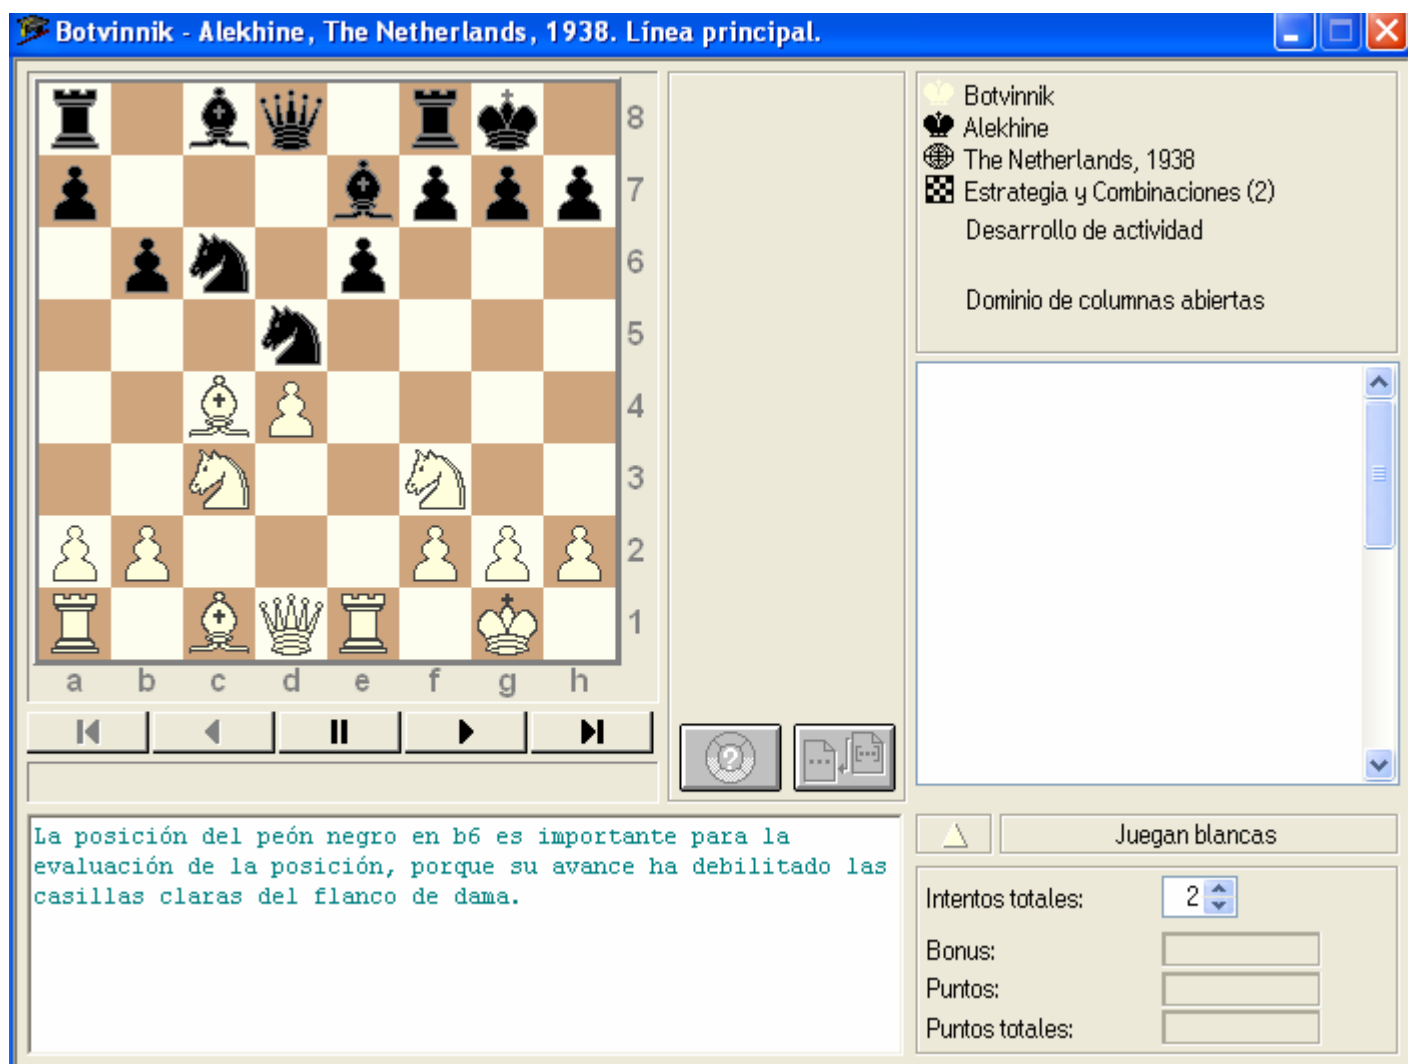 Botvinnik - Alekhine, The Netherlands, 1938. Línea principal.
8
7
6
5
4
3
2
1
a b c d e f g h
Botvinnik
Alekhine
The Netherlands, 1938
Estrategia y Combinaciones (2)
Desarrollo de actividad
Dominio de columnas abiertas
La posición del peón negro en b6 es importante para la
evaluación de la posición, porque su avance ha debilitado las
casillas claras del flanco de dama.
Juegan blancas
Intentos totales: 2
Bonus:
Puntos:
Puntos totales: